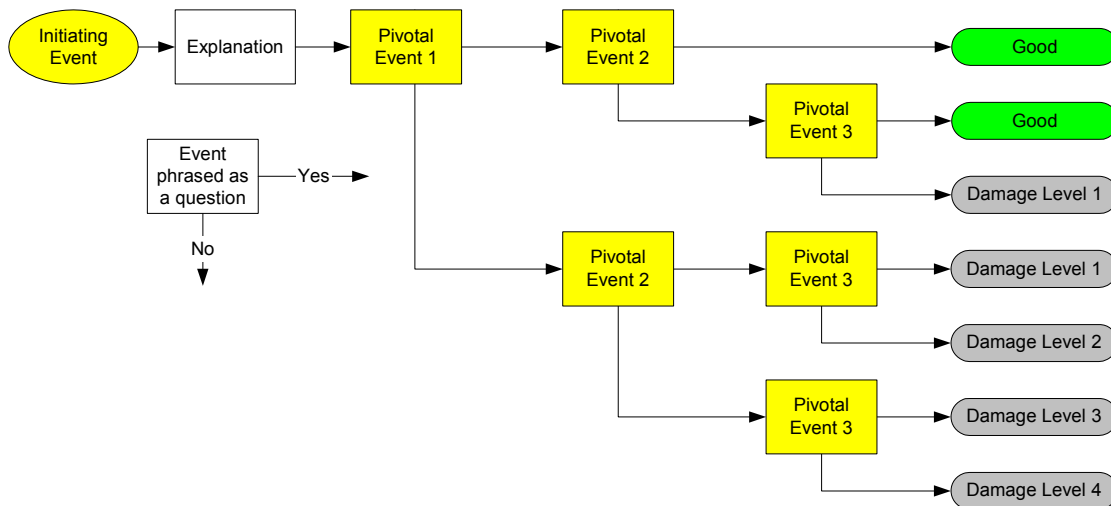 Initiating
Event
Explanation
Pivotal
Event 1
Pivotal
Event 2
Good
Pivotal
Event 3
Good
Damage Level 1
Event
phrased as
a question
Yes
No
Pivotal
Event 2
Pivotal
Event 3
Damage Level 1
Damage Level 2
Pivotal
Event 3
Damage Level 3
Damage Level 4